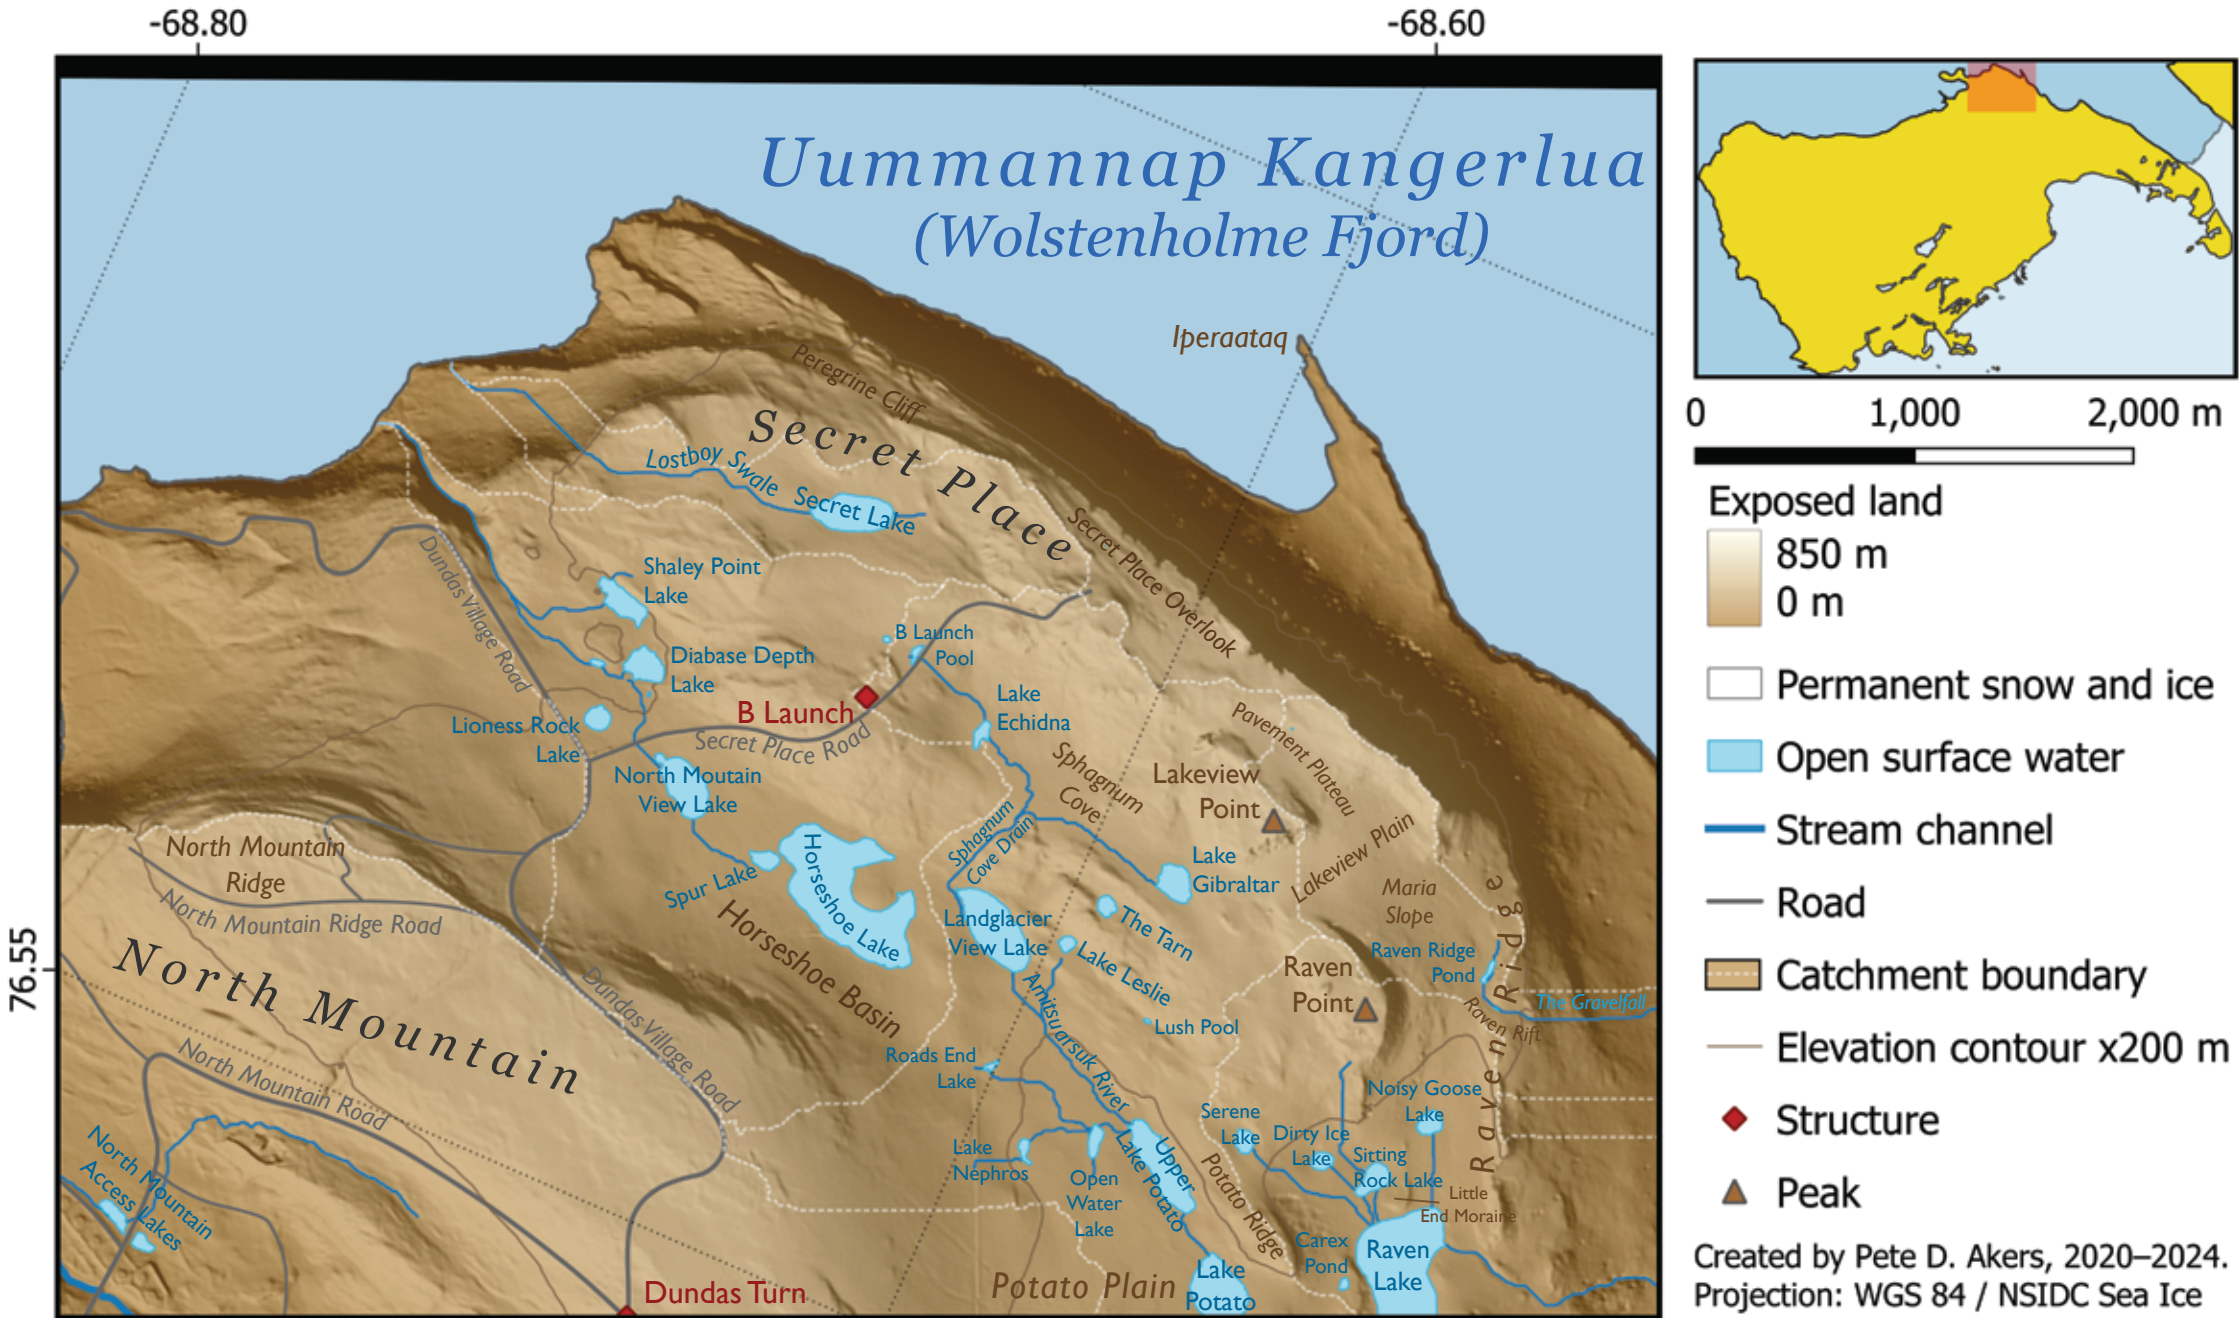 -68.80
-68.60
76.55
Uummannap Kangerlua
(Wolstenholme Fjord)
Iperaataq
Peregrine Cliff
Secret Place
Lostboy Swale
Secret Lake
Secret Place Overlook
Dundas Village Road
Shaley Point
Lake
B Launch
Pool
Diabase Depth
Lake
Lake
Echidna
B Launch
Secret Place Road
Lioness Rock
Lake
North Moutain
View Lake
Pavement Plateau
Sphagnum
Cove
Lakeview
Point
Sphagnum
Cove Drain
Lakeview Plain
North Mountain
Ridge
North Mountain Ridge Road
Spur Lake
Horseshoe Lake
Horseshoe Basin
Lake
Gibraltar
Maria
Slope
Landglacier
View Lake
The Tarn
Lake Leslie
Raven Ridge
Pond
Ravens Ridge
Raven
Point
The Gravelfall
Raven Rift
North Mountain
Dundas Village Road
Amitsuarsuk River
Lush Pool
Roads End
Lake
North Mountain Road
Noisy Goose
Lake
Serene
Lake
Dirty Ice
Lake
Sitting
Rock Lake
Lake
Nephros
Open
Water
Lake
Upper
Lake Potato
Potato Ridge
Little
End Moraine
North Mountain
Access Lakes
Carex
Pond
Raven
Lake
Lake
Potato
Potato Plain
Dundas Turn
0 1,000 2,000 m
Exposed land
850 m
0 m
Permanent snow and ice
Open surface water
Stream channel
Road
Catchment boundary
Elevation contour x200 m
Structure
Peak
Created by Pete D. Akers, 2020–2024.
Projection: WGS 84 / NSIDC Sea Ice